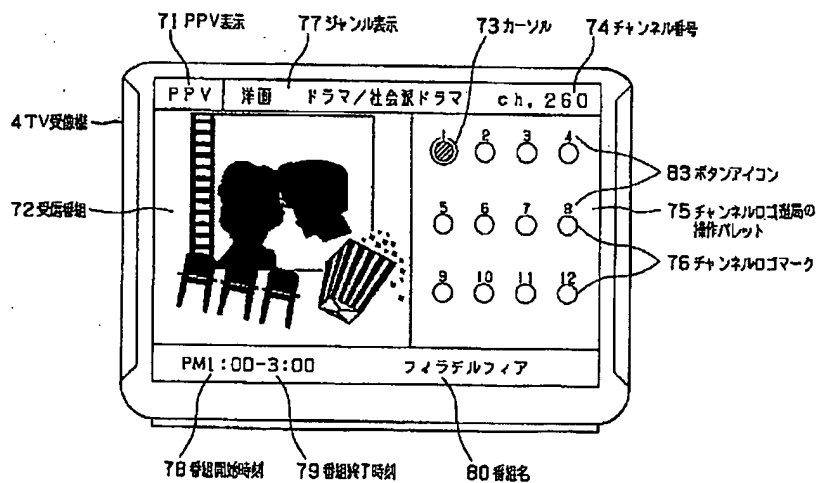 71 PPV表示
77 ジャンル表示
73 カーソル
74 チャンネル番号
PPV 洋画 ドラマ/社会派ドラマ ch. 260
4 TV受像機
1 2 3 4
83 ボタンアイコン
72 受信番組
5 6 7 8
75 チャンネルロゴ選局の
操作パレット
76 チャンネルロゴマーク
9 10 11 12
PM1:00-3:00 フィラデルフィア
78 番組開始時刻
79 番組終了時刻
80 番組名